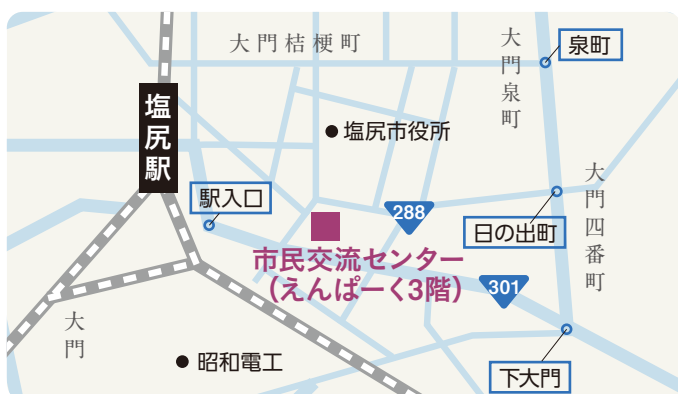 大門桔梗町
大門泉町
泉町
塩尻駅
塩尻市役所
大門四番町
駅入口
288
日の出町
市民交流センター
（えんぱーく3階）
301
大門
昭和電工
下大門